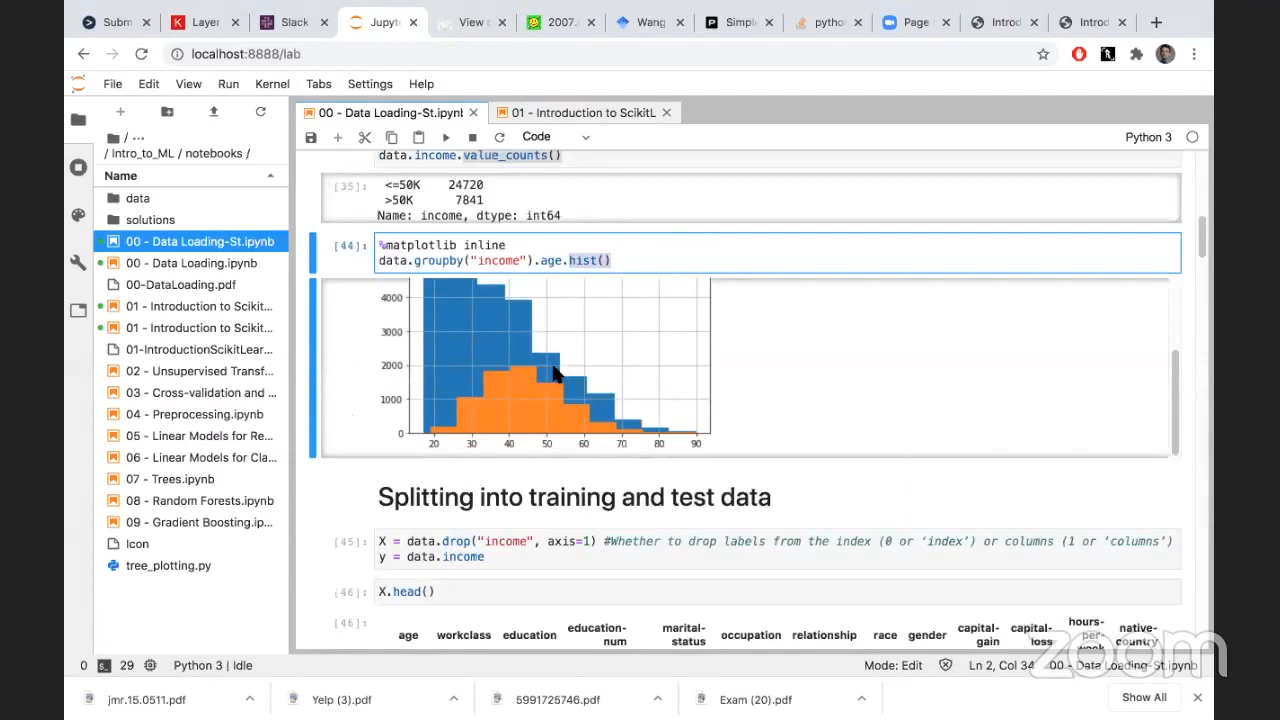 Subm
Layer
Slack
Jupyte
View c
2007.
Wang
Simple
python
Page
Introd
Introd
localhost:8888/lab
File Edit View Run Kernel Tabs Settings Help
00 - Data Loading-St.ipynb
01 - Introduction to ScikitL
Code
Python 3
/ ···
/ Intro_to_ML / notebooks /
Name
data
solutions
00 - Data Loading-St.ipynb
00 - Data Loading.ipynb
00-DataLoading.pdf
01 - Introduction to Scikit...
01 - Introduction to Scikit...
01-IntroductionScikitLear...
02 - Unsupervised Transf...
03 - Cross-validation and ...
04 - Preprocessing.ipynb
05 - Linear Models for Re...
06 - Linear Models for Cla...
07 - Trees.ipynb
08 - Random Forests.ipynb
09 - Gradient Boosting.ip...
Icon
tree_plotting.py
data.income.value_counts()
[35]: <=50K 24720
>50K 7841
Name: income, dtype: int64
[44]: %matplotlib inline
data.groupby("income").age.hist()
4000
3000
2000
1000
0
20 30 40 50 60 70 80 90
Splitting into training and test data
[45]: X = data.drop("income", axis=1) #Whether to drop labels from the index (0 or 'index') or columns (1 or 'columns')
y = data.income
[46]: X.head()
[46]: age workclass education education-num marital-status occupation relationship race gender capital-gain capital-loss hours-per-week native-country
0 29 Python 3 | Idle
Mode: Edit Ln 2, Col 34 00 - Data Loading-St.ipynb
zoom
jmr.15.0511.pdf
Yelp (3).pdf
5991725746.pdf
Exam (20).pdf
Show All